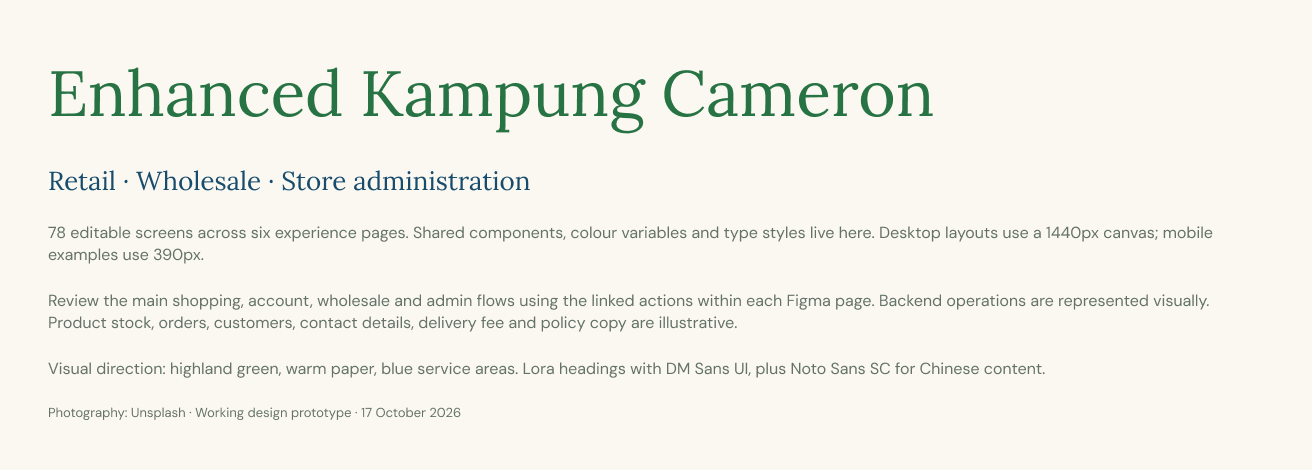 Enhanced Kampung Cameron
Retail · Wholesale · Store administration
78 editable screens across six experience pages. Shared components, colour variables and type styles live here. Desktop layouts use a 1440px canvas; mobile
examples use 390px.
Review the main shopping, account, wholesale and admin flows using the linked actions within each Figma page. Backend operations are represented visually.
Product stock, orders, customers, contact details, delivery fee and policy copy are illustrative.
Visual direction: highland green, warm paper, blue service areas. Lora headings with DM Sans UI, plus Noto Sans SC for Chinese content.
Photography: Unsplash · Working design prototype · 17 October 2026